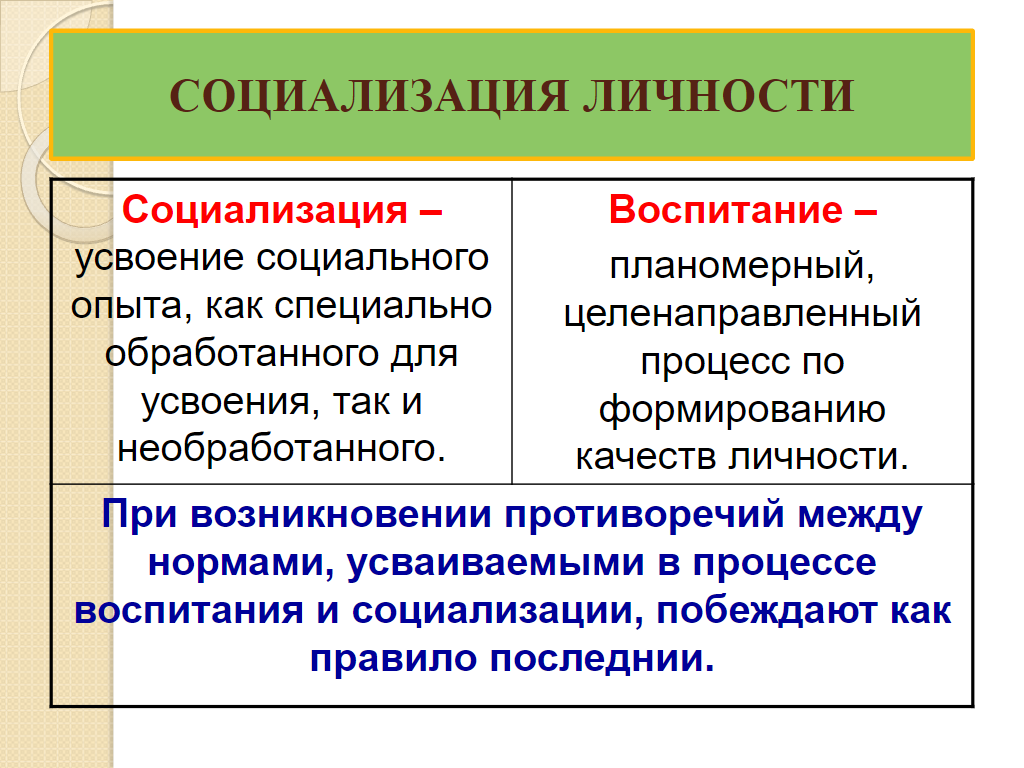 СОЦИАЛИЗАЦИЯ ЛИЧНОСТИ
Социализация –
усвоение социального
опыта, как специально
обработанного для
усвоения, так и
необработанного.
Воспитание –
планомерный,
целенаправленный
процесс по
формированию
качеств личности.
При возникновении противоречий между
нормами, усваиваемыми в процессе
воспитания и социализации, побеждают как
правило последнии.